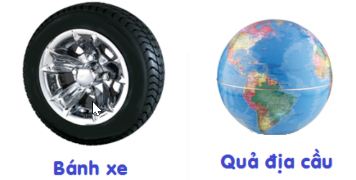 Bánh xe
Quả địa cầu